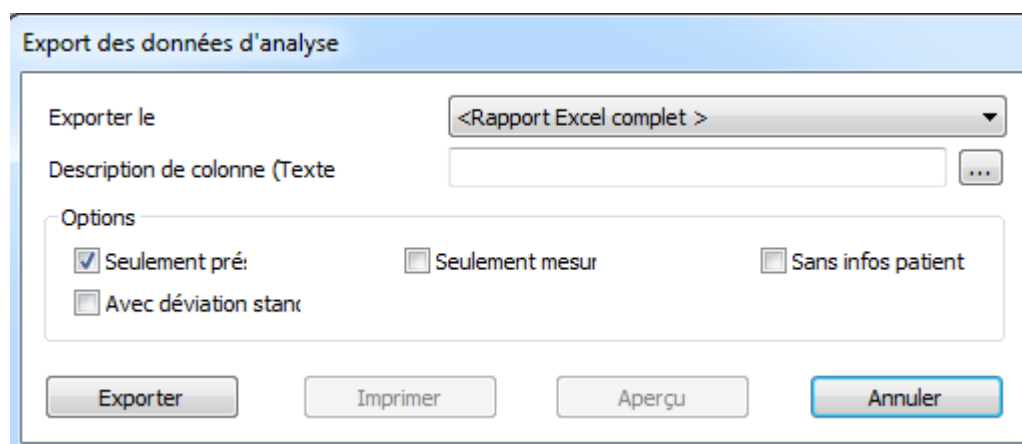 Export des données d'analyse
Exporter le <Rapport Excel complet >
Description de colonne (Texte ...
Options
Seulement pré Seulement mesur Sans infos patient
Avec déviation stan
Exporter Imprimer Aperçu Annuler